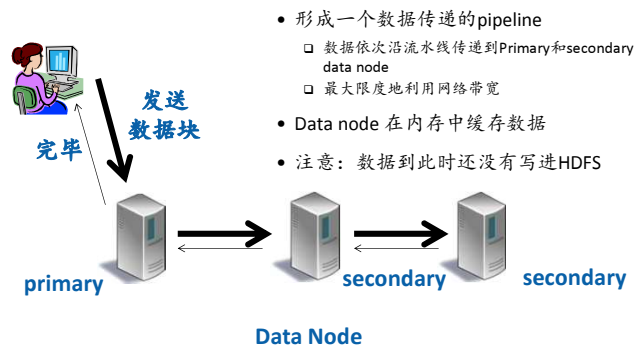 • 形成一个数据传递的pipeline
❑ 数据依次沿流水线传递到Primary和secondary
data node
❑ 最大限度地利用网络带宽
• Data node 在内存中缓存数据
• 注意：数据到此时还没有写进HDFS
发送
数据块
完毕
primary
secondary
secondary
Data Node